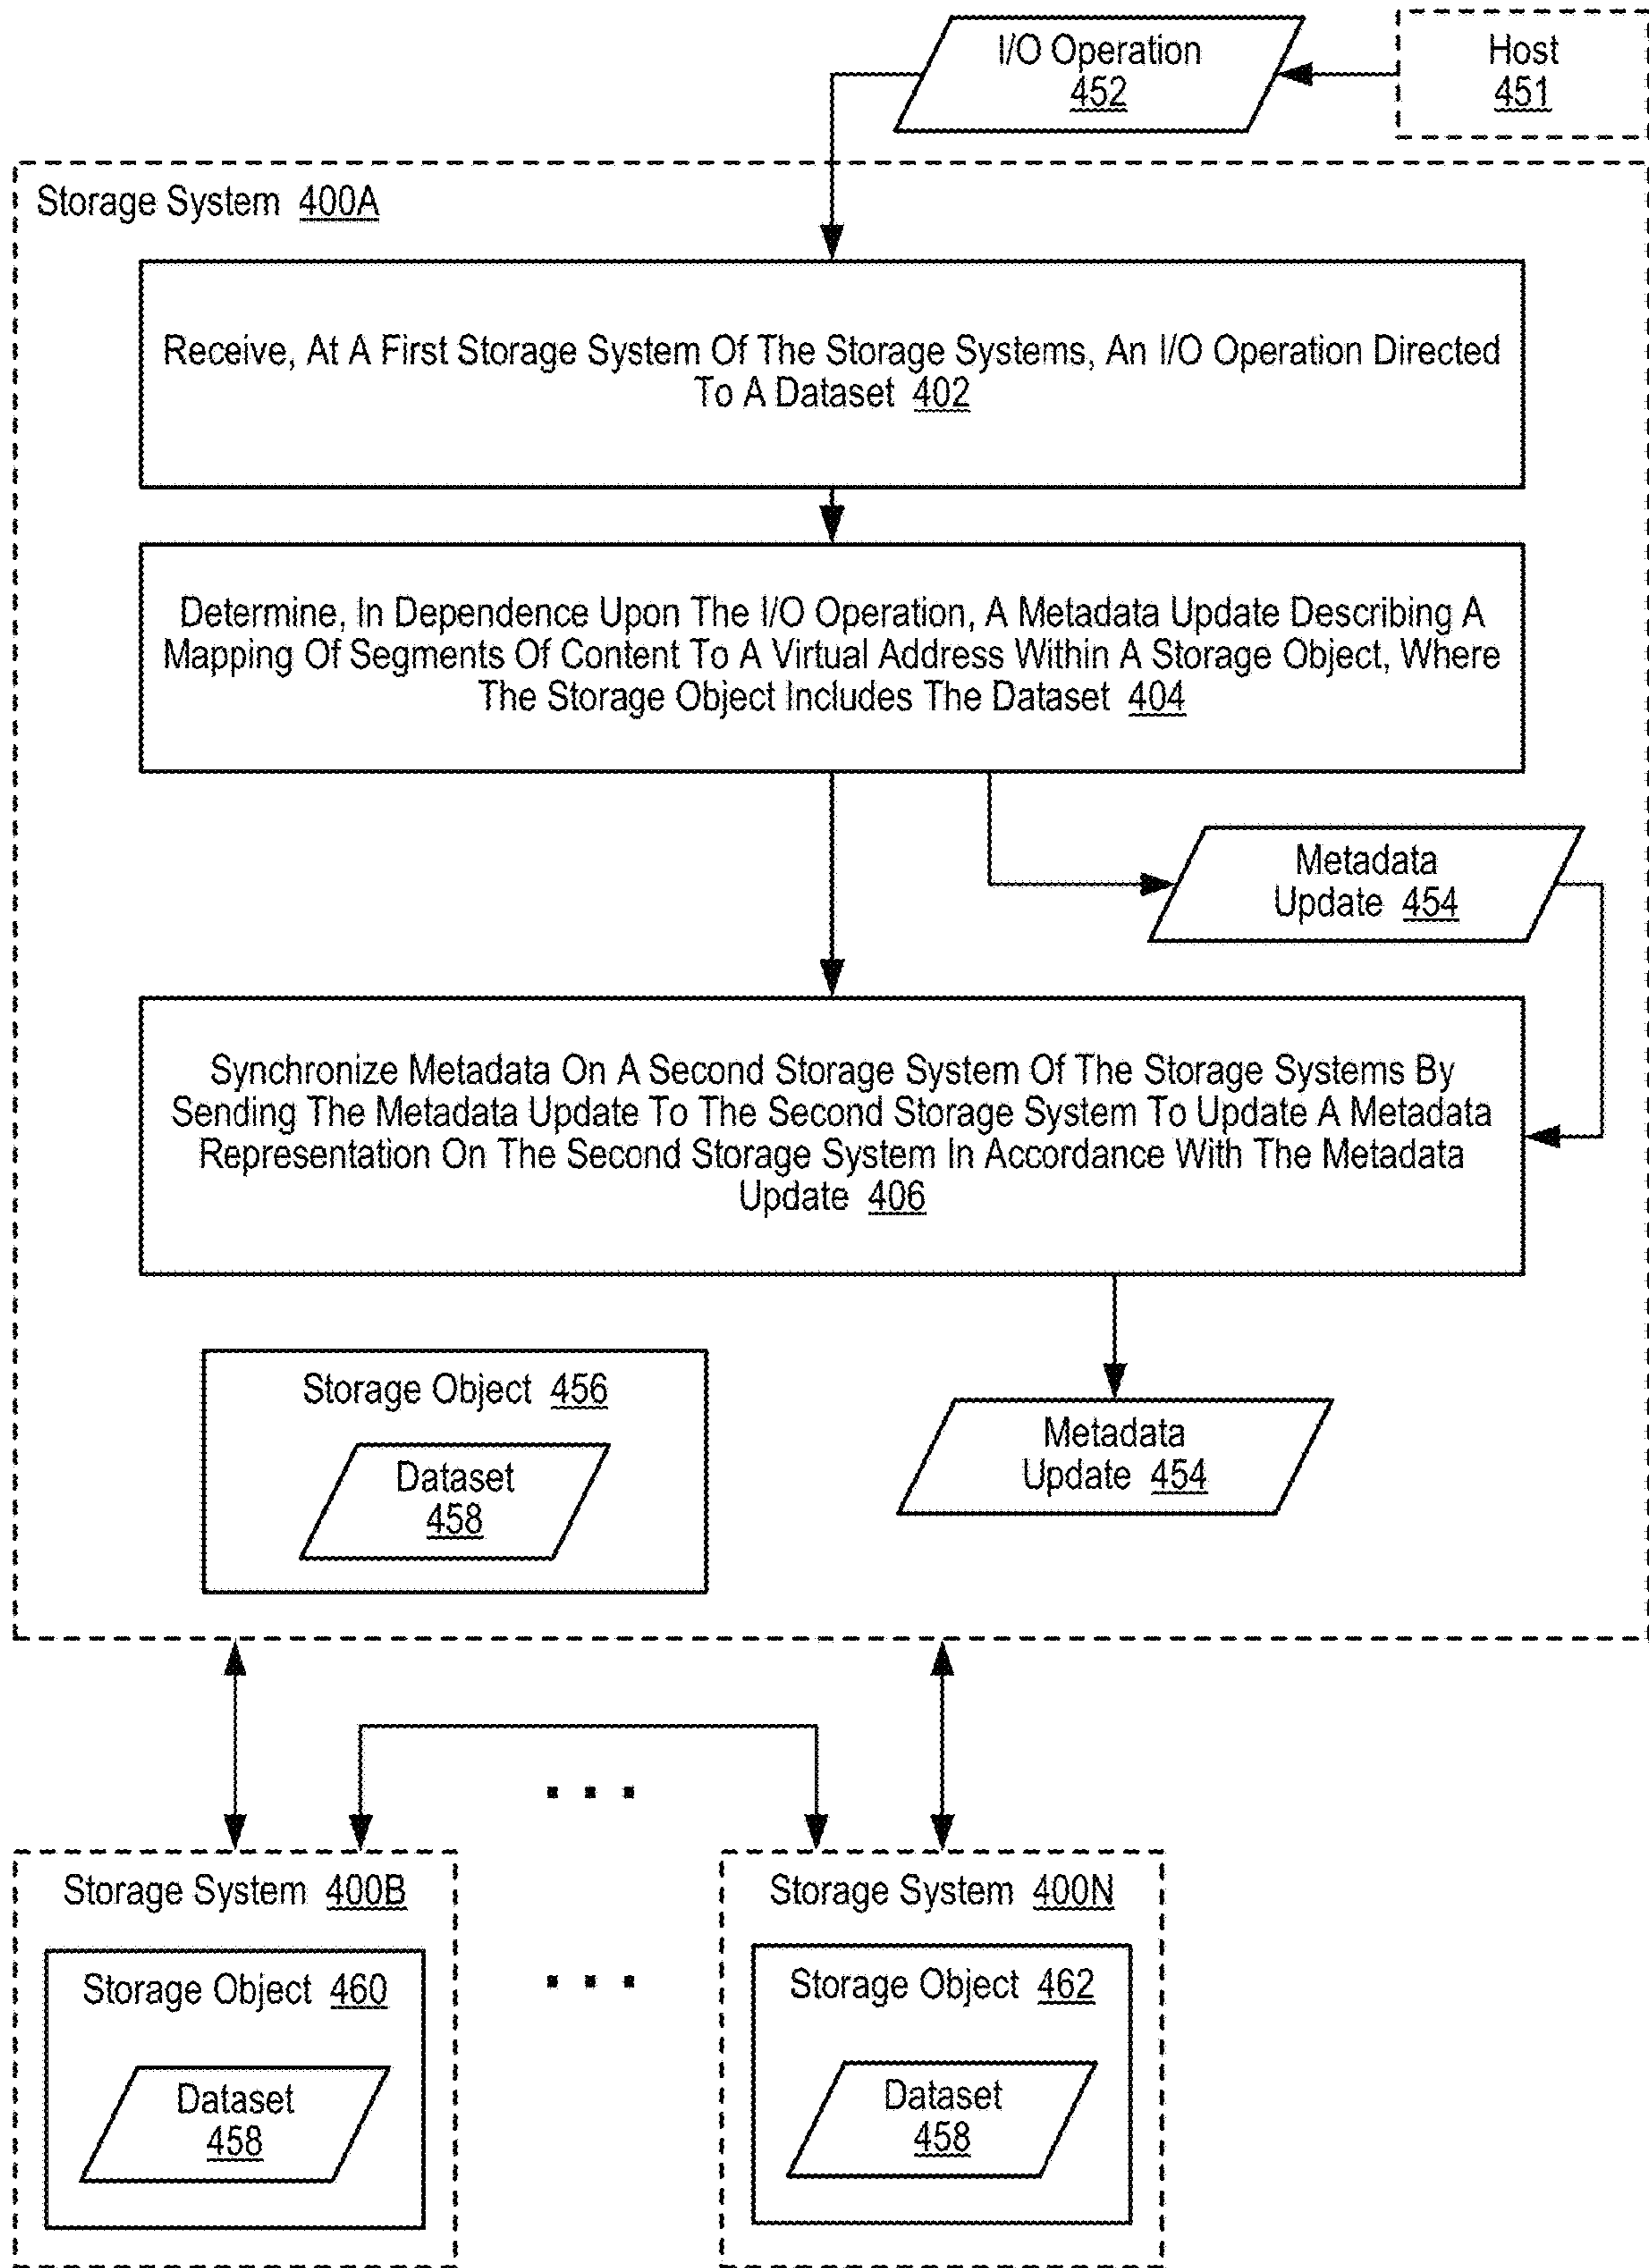 I/O Operation
452
Host
451
Storage System 400A
Receive, At A First Storage System Of The Storage Systems, An I/O Operation Directed
To A Dataset 402
Determine, In Dependence Upon The I/O Operation, A Metadata Update Describing A
Mapping Of Segments Of Content To A Virtual Address Within A Storage Object, Where
The Storage Object Includes The Dataset 404
Metadata
Update 454
Synchronize Metadata On A Second Storage System Of The Storage Systems By
Sending The Metadata Update To The Second Storage System To Update A Metadata
Representation On The Second Storage System In Accordance With The Metadata
Update 406
Storage Object 456
Dataset
458
Metadata
Update 454
. . .
Storage System 400B
Storage Object 460
Dataset
458
. . .
Storage System 400N
Storage Object 462
Dataset
458